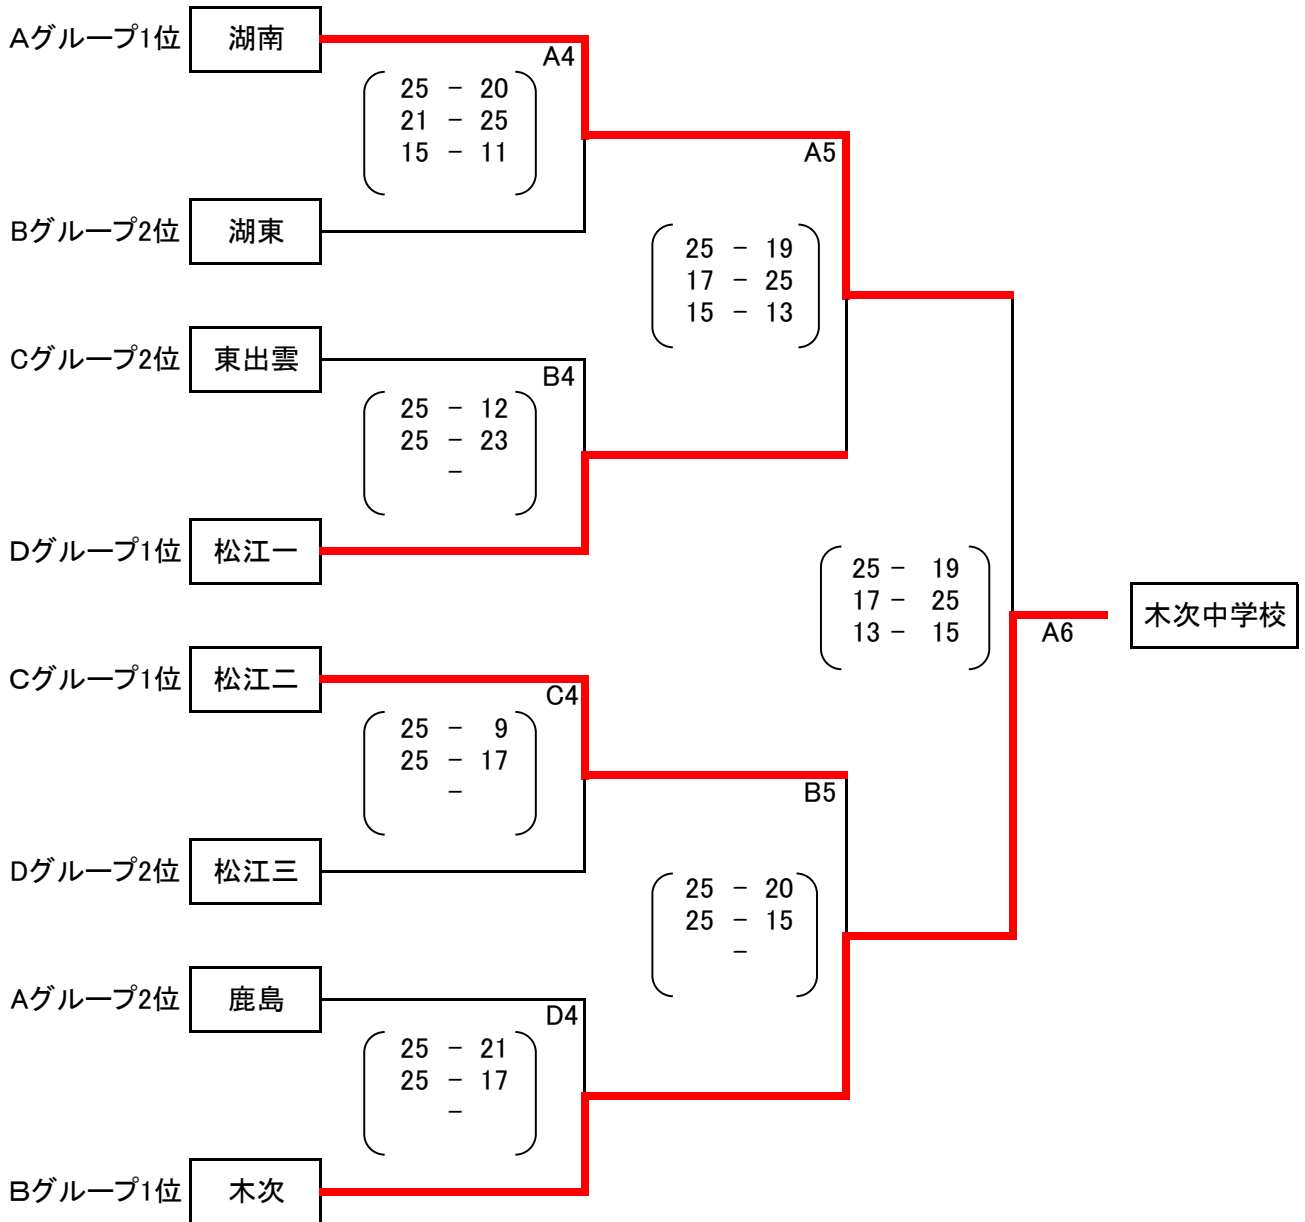 Aグループ1位 湖南
A4
25 - 20
21 - 25
15 - 11
A5
Bグループ2位 湖東
25 - 19
17 - 25
15 - 13
Cグループ2位 東出雲
B4
25 - 12
25 - 23
-
Dグループ1位 松江一
25 - 19
17 - 25
13 - 15
A6
木次中学校
Cグループ1位 松江二
C4
25 - 9
25 - 17
-
B5
Dグループ2位 松江三
25 - 20
25 - 15
-
Aグループ2位 鹿島
D4
25 - 21
25 - 17
-
Bグループ1位 木次